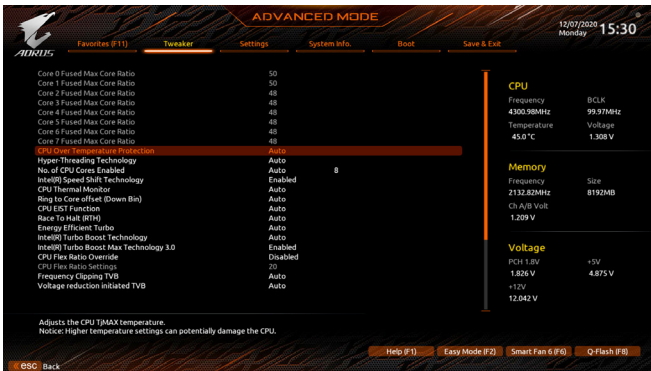 ADVANCED MODE
12/07/2020 15:30
Monday
AORUS
Favorites (F11) Tweaker Settings System Info. Boot Save & Exit
Core 0 Fused Max Core Ratio 50
Core 1 Fused Max Core Ratio 50
Core 2 Fused Max Core Ratio 48
Core 3 Fused Max Core Ratio 48
Core 4 Fused Max Core Ratio 48
Core 5 Fused Max Core Ratio 48
Core 6 Fused Max Core Ratio 48
Core 7 Fused Max Core Ratio 48
CPU Over Temperature Protection Auto
Hyper-Threading Technology Auto
No. of CPU Cores Enabled Auto 8
Intel(R) Speed Shift Technology Enabled
CPU Thermal Monitor Auto
Ring to Core offset (Down Bin) Auto
CPU EIST Function Auto
Race To Halt (RTH) Auto
Energy Efficient Turbo Auto
Intel(R) Turbo Boost Technology Auto
Intel(R) Turbo Boost Max Technology 3.0 Enabled
CPU Flex Ratio Override Disabled
CPU Flex Ratio Settings 20
Frequency Clipping TVB Auto
Voltage reduction initiated TVB Auto
CPU
Frequency BCLK
4300.98MHz 99.97MHz
Temperature Voltage
45.0 °C 1.308 V
Memory
Frequency Size
2132.82MHz 8192MB
Ch A/B Volt
1.209 V
Voltage
PCH 1.8V +5V
1.826 V 4.875 V
+12V
12.042 V
Adjusts the CPU TjMAX temperature.
Notice: Higher temperature settings can potentially damage the CPU.
Help (F1) Easy Mode (F2) Smart Fan 6 (F6) Q-Flash (F8)
esc Back